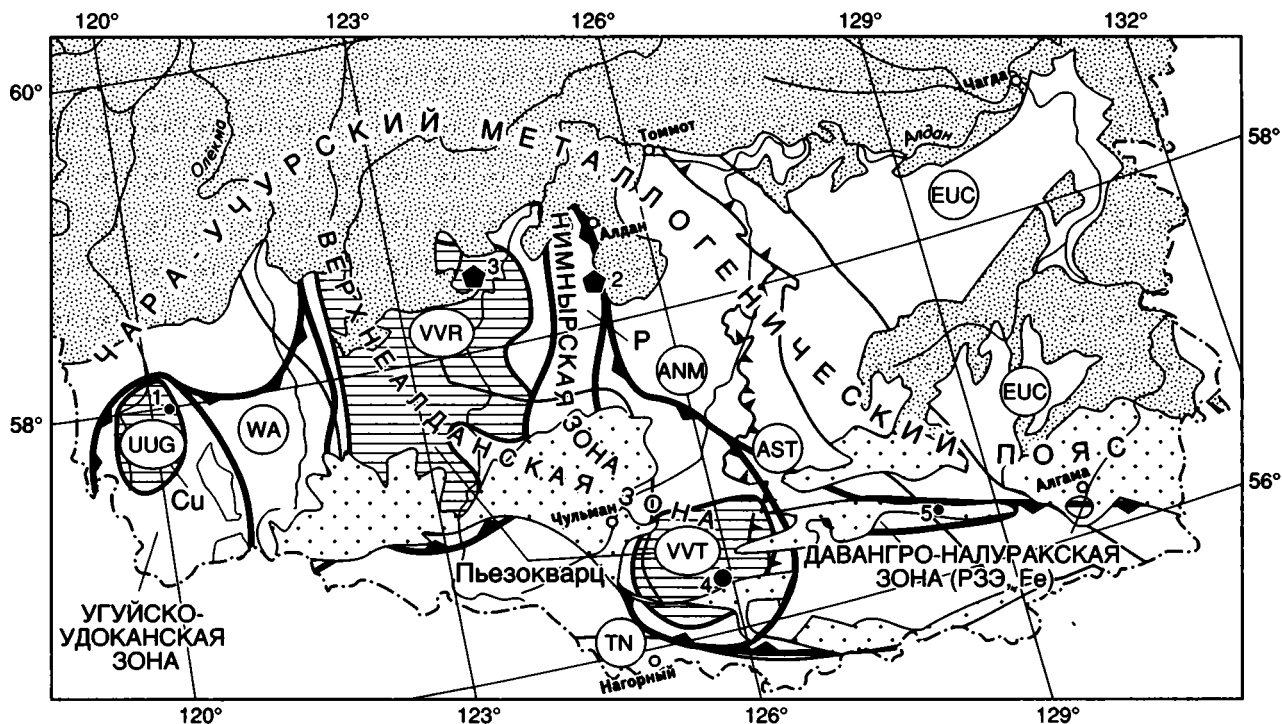 120° 123° 126° 129° 132°
60°
58°
58°
56°
120° 123° 126° 129°
ЧАРА-УЧУРСКИЙ МЕТАЛЛОГЕНИЧЕСКИЙ ПОЯС
Олекма
Томмот
Чагда
Алдан
EUC
Алдан
ВЕРХНЕАЛДАНСКАЯ ЗОНА
НИМНЫРСКАЯ ЗОНА
3
2
VVR
P
ANM
EUC
1
UUG
WA
AST
Cu
Алгама
Чульман
5
VVT
4
Пьезокварц
ДАВАНГРО-НАЛУРАКСКАЯ
ЗОНА (РЗЭ, Fe)
УГУЙСКО-
УДОКАНСКАЯ
ЗОНА
TN
Нагорный